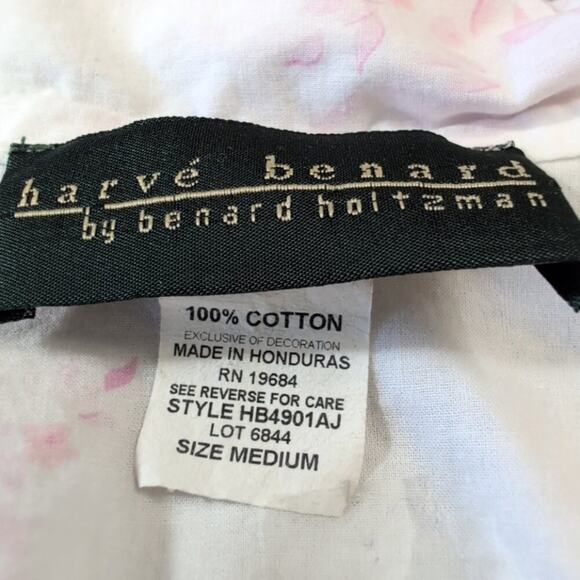 harvé benard
by benard holtzman
100% COTTON
EXCLUSIVE OF DECORATION
MADE IN HONDURAS
RN 19684
SEE REVERSE FOR CARE
STYLE HB4901AJ
LOT 6844
SIZE MEDIUM